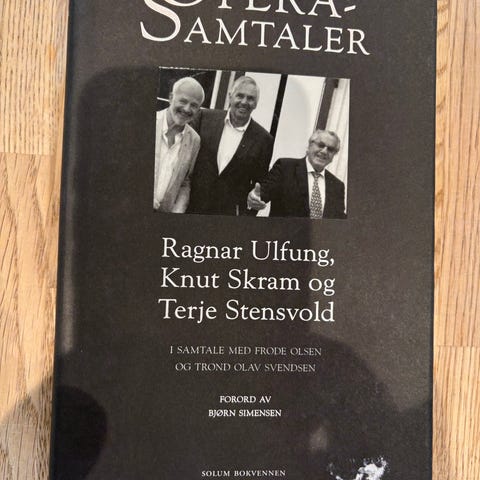 OPERA-
SAMTALER
Ragnar Ulfung,
Knut Skram og
Terje Stensvold
I SAMTALE MED FRODE OLSEN
OG TROND OLAV SVENDSEN
FORORD AV
BJØRN SIMENSEN
SOLUM BOKVENNEN